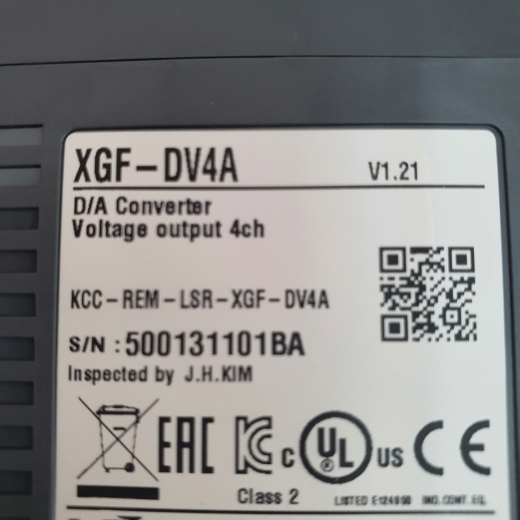 XGF-DV4A V1.21
D/A Converter
Voltage output 4ch
KCC-REM-LSR-XGF-DV4A
S/N : 500131101BA
Inspected by J.H.KIM
EAC KC c UL US CE
Class 2 LISTED IND.CONT.EQ.